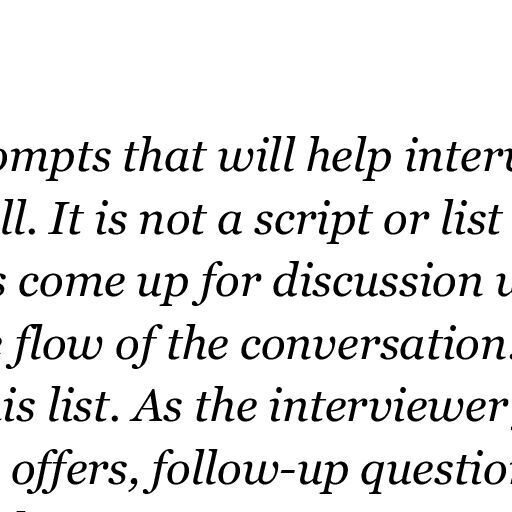 ompts that will help interv
ll. It is not a script or list
s come up for discussion
flow of the conversation.
is list. As the interviewer
offers, follow-up question